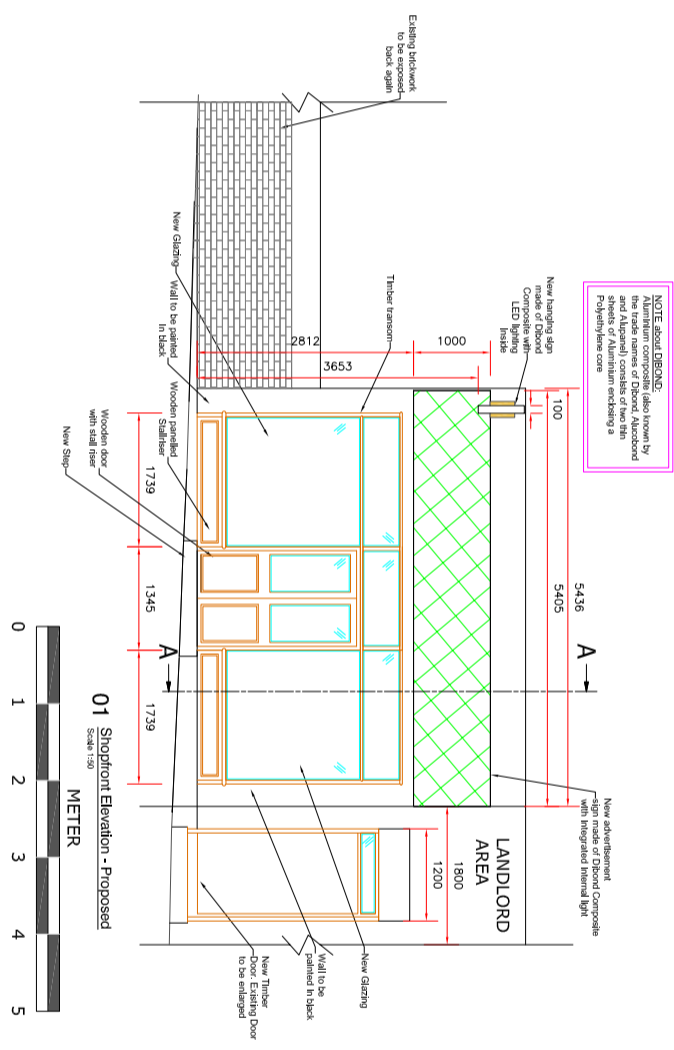 NOTE about DIBOND:
Aluminium composite (also known by
the trade names of Dibond, Alucobond
and Alupanel) consists of two thin
sheets of Aluminium enclosing a
Polyethylene core
5436
5405
100
A
New advertisement
sign made of Dibond Composite
with Integrated Internal light
New hanging sign
made of Dibond
Composite with
LED lighting
Inside
1000
LANDLORD
AREA
1800
1200
Timber transom
2812
3653
Existing brickwork
to be exposed
back again
New Glazing
Wall to be painted
In black
Wooden panelled
Stallriser
Wooden door
with stall riser
New Step
1739
1345
1739
A
New Glazing
Wall to be
painted In black
New Timber
Door. Existing Door
to be enlarged
01 Shopfront Elevation - Proposed
Scale 1:50
METER
0 1 2 3 4 5